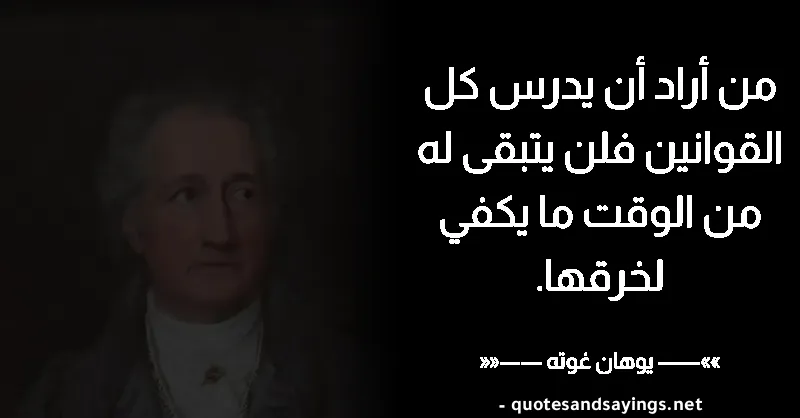 من أراد أن يدرس كل
القوانين فلن يتبقى له
من الوقت ما يكفي
لخرقها.
»»—— يوهان غوته ——««
- quotesandsayings.net